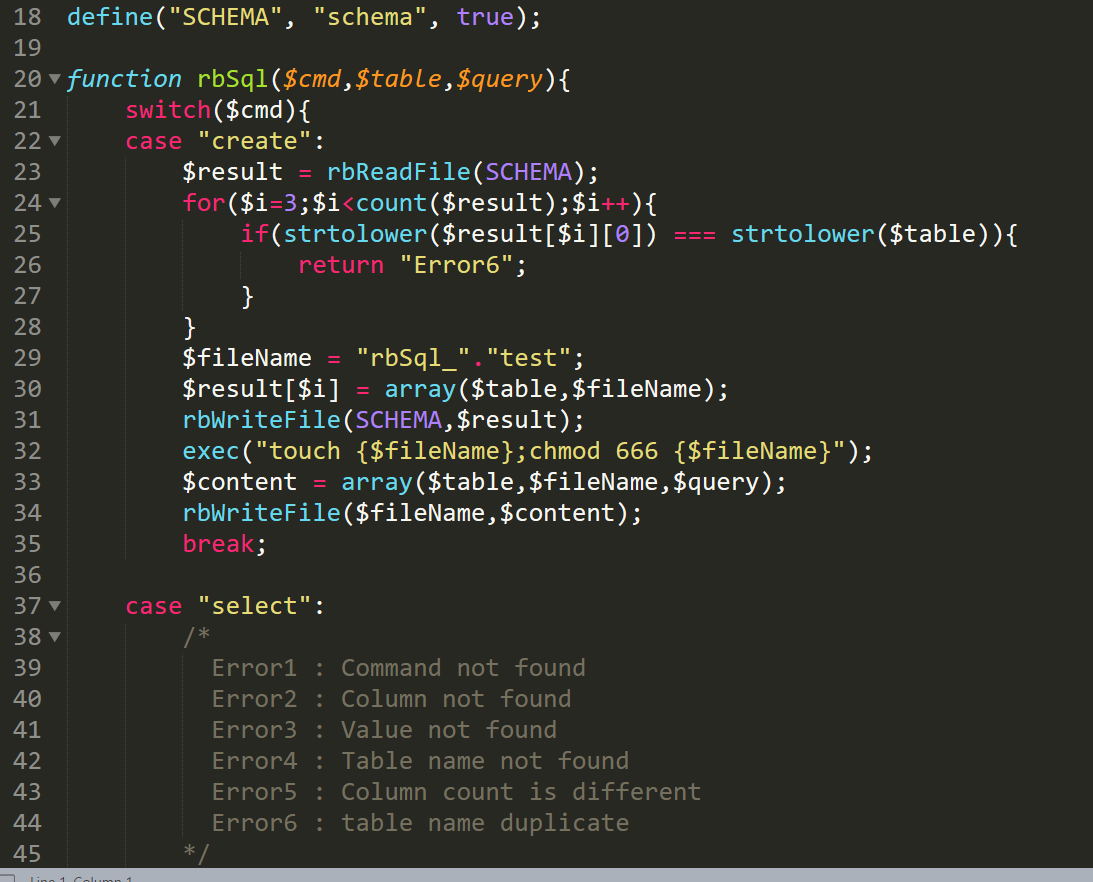 18 define("SCHEMA", "schema", true);
19
20 function rbSql($cmd,$table,$query){
21     switch($cmd){
22     case "create":
23         $result = rbReadFile(SCHEMA);
24         for($i=3;$i<count($result);$i++){
25             if(strtolower($result[$i][0]) === strtolower($table)){
26                 return "Error6";
27             }
28         }
29         $fileName = "rbSql_"."test";
30         $result[$i] = array($table,$fileName);
31         rbWriteFile(SCHEMA,$result);
32         exec("touch {$fileName};chmod 666 {$fileName}");
33         $content = array($table,$fileName,$query);
34         rbWriteFile($fileName,$content);
35         break;
36
37     case "select":
38         /*
39           Error1 : Command not found
40           Error2 : Column not found
41           Error3 : Value not found
42           Error4 : Table name not found
43           Error5 : Column count is different
44           Error6 : table name duplicate
45         */
Line 1, Column 1